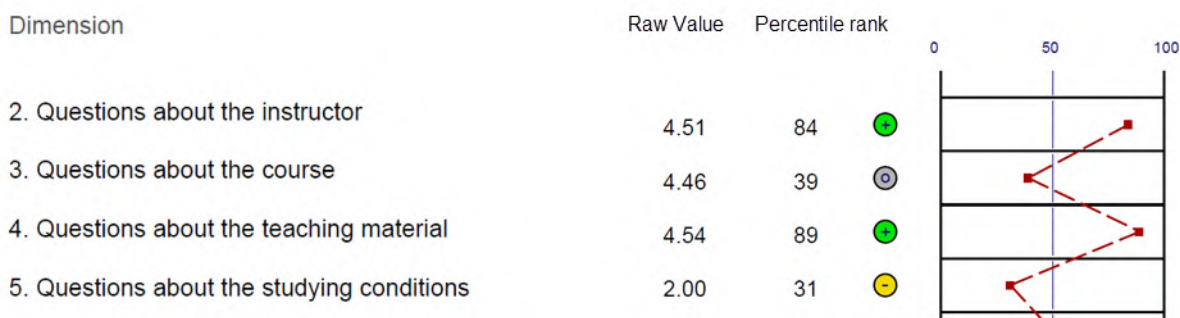 Dimension Raw Value Percentile rank
0 50 100
2. Questions about the instructor 4.51 84 +
3. Questions about the course 4.46 39 o
4. Questions about the teaching material 4.54 89 +
5. Questions about the studying conditions 2.00 31 -